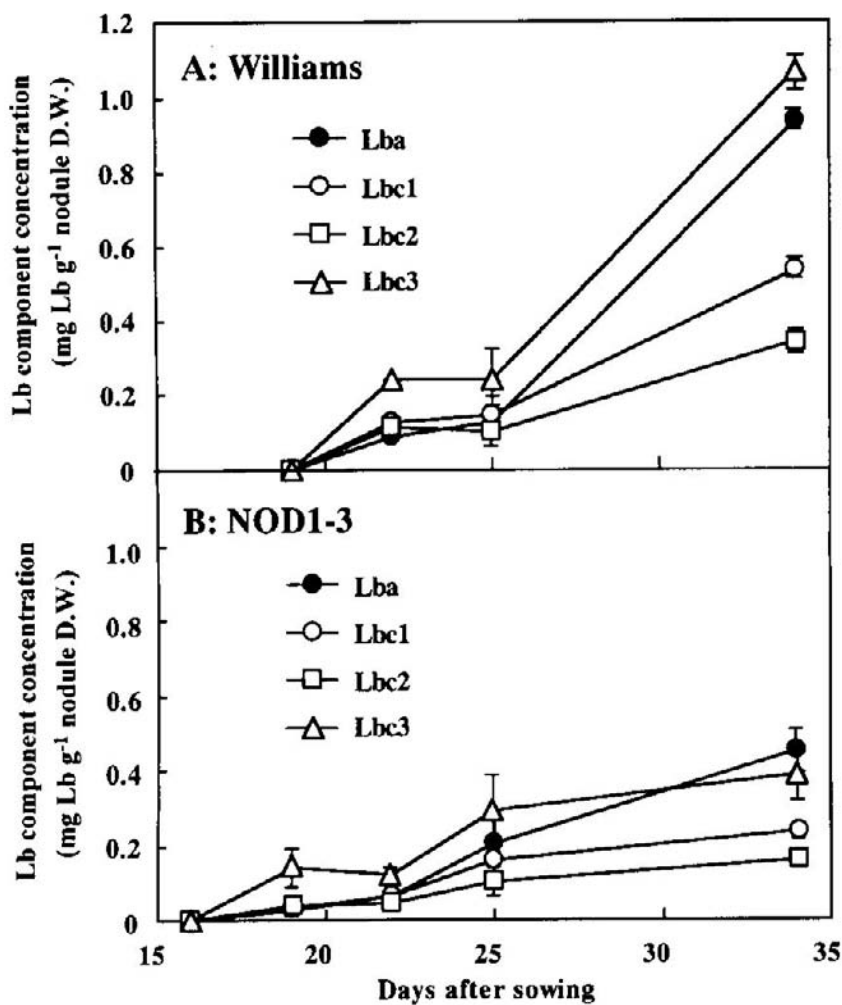 Lb component concentration
(mg Lb g-1 nodule D.W.)
1.2
1.0
0.8
0.6
0.4
0.2
0
A: Williams
Lba
Lbc1
Lbc2
Lbc3
Lb component concentration
(mg Lb g-1 nodule D.W.)
1.0
0.8
0.6
0.4
0.2
0
B: NOD1-3
Lba
Lbc1
Lbc2
Lbc3
15 20 25 30 35
Days after sowing